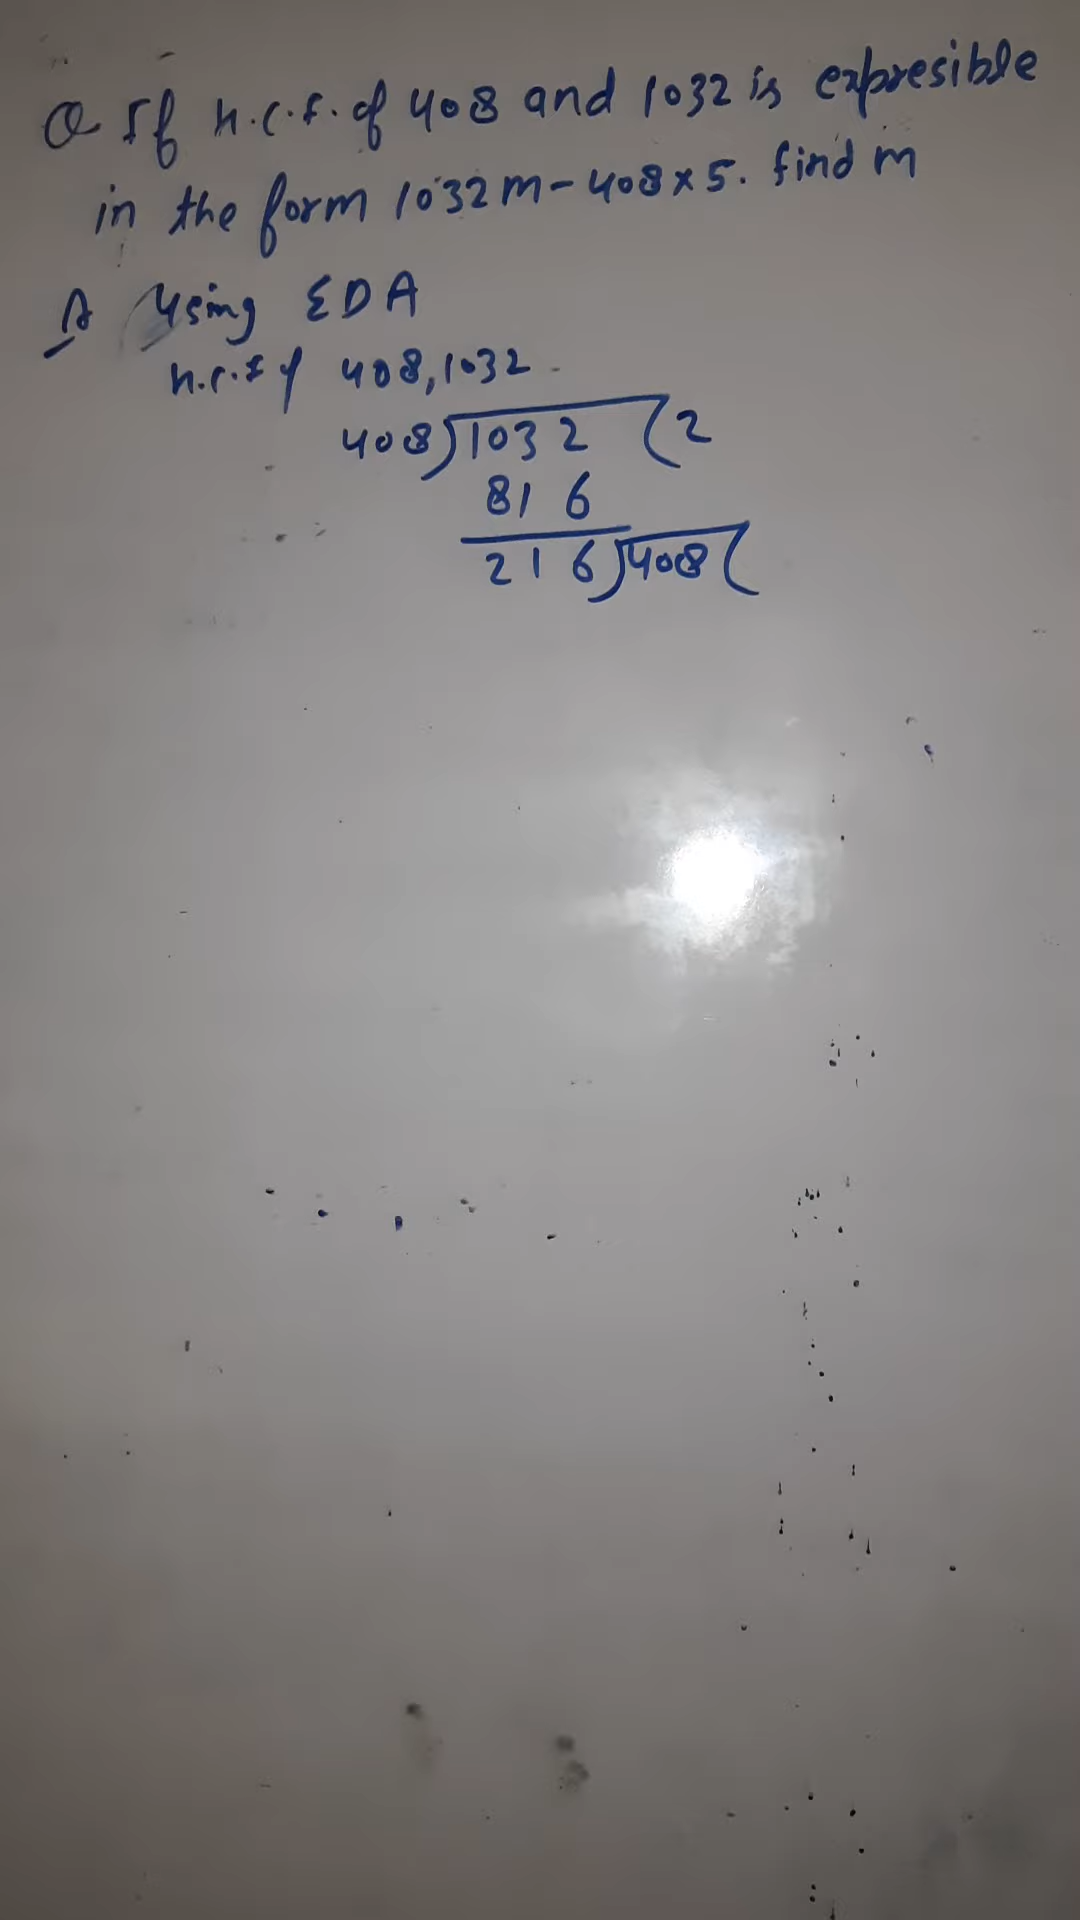 Q If H.C.F. of 408 and 1032 is expresible
in the form 1032m - 408 x 5. find m
A Using EDA
H.C.F of 408, 1032
408)1032(2
816
216)408(